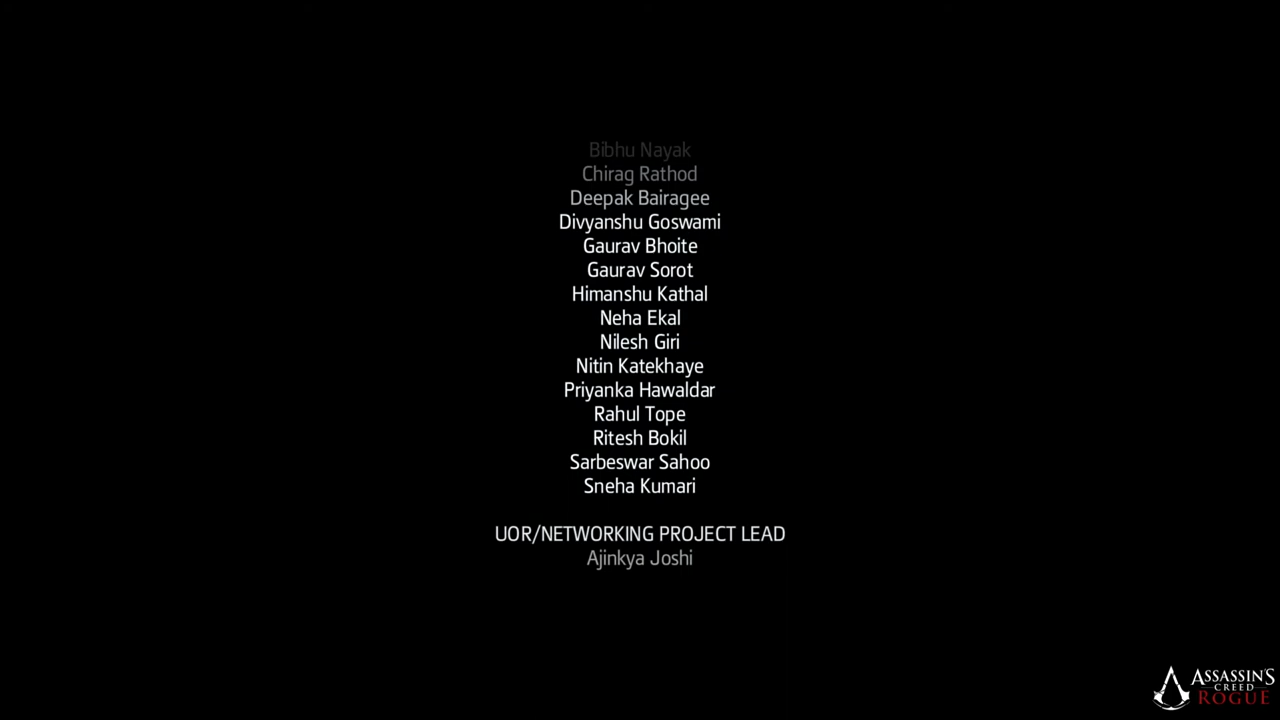 Bibhu Nayak
Chirag Rathod
Deepak Bairagee
Divyanshu Goswami
Gaurav Bhoite
Gaurav Sorot
Himanshu Kathal
Neha Ekal
Nilesh Giri
Nitin Katekhaye
Priyanka Hawaldar
Rahul Tope
Ritesh Bokil
Sarbeswar Sahoo
Sneha Kumari
UOR/NETWORKING PROJECT LEAD
Ajinkya Joshi
ASSASSIN'S
CREED
ROGUE